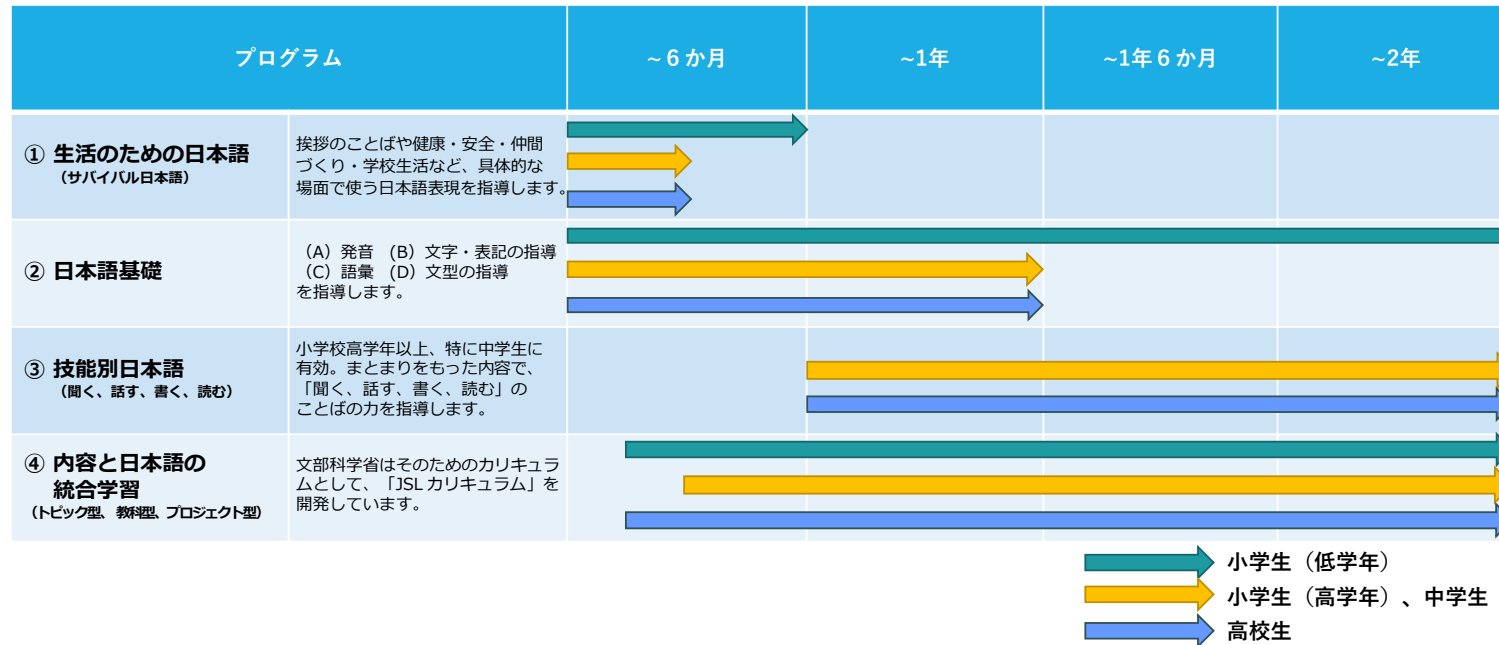 プログラム
~６か月
~1年
~1年６か月
~2年
① 生活のための日本語
（サバイバル日本語）
挨拶のことばや健康・安全・仲間
づくり・学校生活など、具体的な
場面で使う日本語表現を指導します。
② 日本語基礎
（A）発音　(B）文字・表記の指導
（C）語彙　(D）文型の指導
を指導します。
③ 技能別日本語
（聞く、話す、書く、読む）
小学校高学年以上、特に中学生に
有効。まとまりをもった内容で、
「聞く、話す、書く、読む」の
ことばの力を指導します。
④ 内容と日本語の
統合学習
（トピック型、教科型、プロジェクト型）
文部科学省はそのためのカリキュラ
ムとして、「JSL カリキュラム」を
開発しています。
小学生（低学年）
小学生（高学年）、中学生
高校生